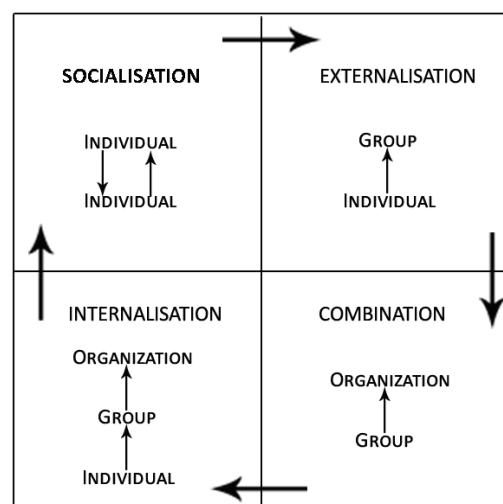 SOCIALISATION
INDIVIDUAL
INDIVIDUAL
EXTERNALISATION
GROUP
INDIVIDUAL
INTERNALISATION
ORGANIZATION
GROUP
INDIVIDUAL
COMBINATION
ORGANIZATION
GROUP